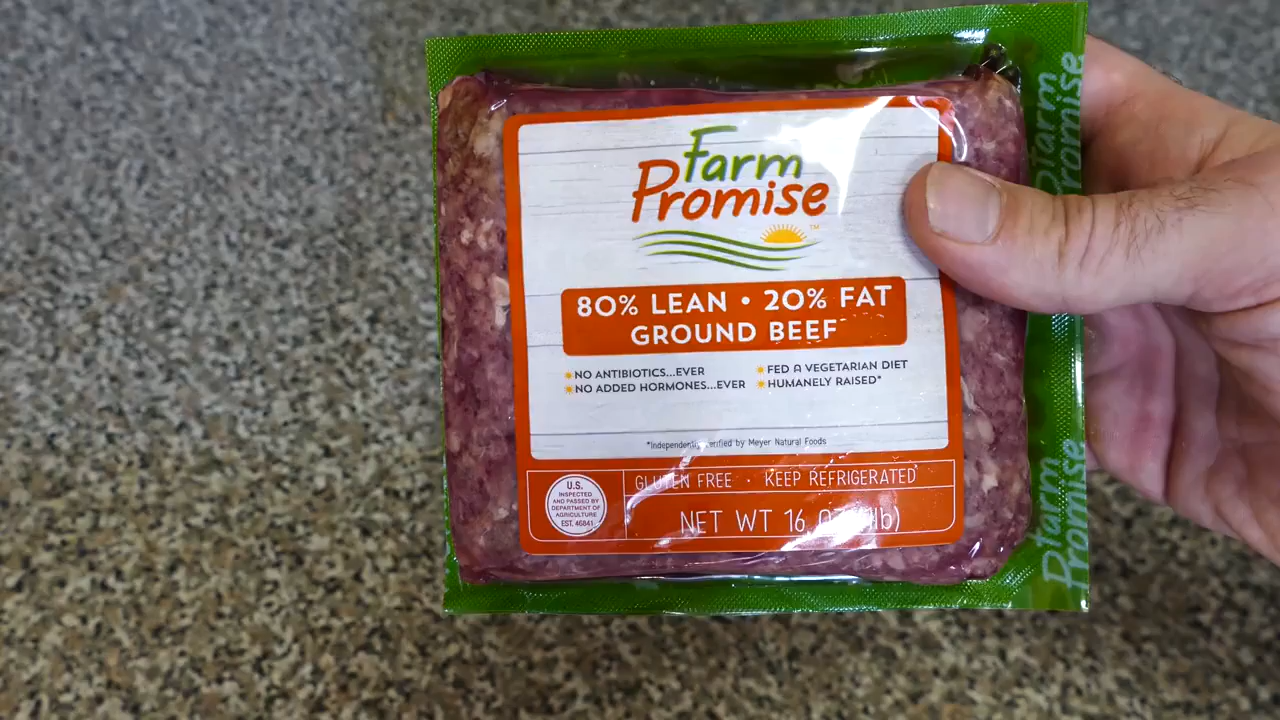 Farm
Promise
™
80% LEAN • 20% FAT
GROUND BEEF
NO ANTIBIOTICS...EVER
NO ADDED HORMONES...EVER
FED A VEGETARIAN DIET
HUMANELY RAISED*
*Independently verified by Meyer Natural Foods
U.S.
INSPECTED
AND PASSED BY
DEPARTMENT OF
AGRICULTURE
EST. 46841
GLUTEN FREE · KEEP REFRIGERATED
NET WT 16 lb)
Farm
Promise
Farm
Promise